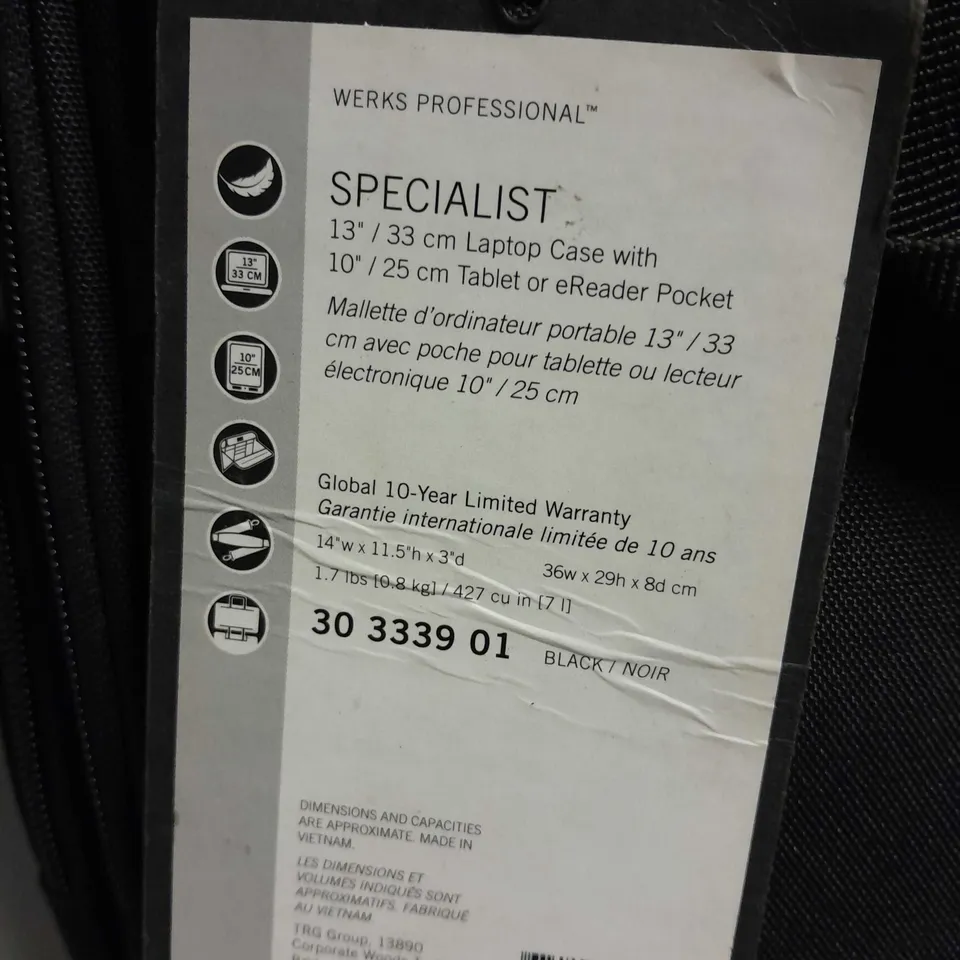 WERKS PROFESSIONAL™
SPECIALIST
13" / 33 cm Laptop Case with
10" / 25 cm Tablet or eReader Pocket
Mallette d'ordinateur portable 13" / 33
cm avec poche pour tablette ou lecteur
électronique 10" / 25 cm
13"
33 CM
10"
25 CM
Global 10-Year Limited Warranty
Garantie internationale limitée de 10 ans
14"w x 11.5"h x 3"d 36w x 29h x 8d cm
1.7 lbs [0.8 kg] / 427 cu in [7 l]
30 3339 01 BLACK / NOIR
DIMENSIONS AND CAPACITIES
ARE APPROXIMATE. MADE IN
VIETNAM.
LES DIMENSIONS ET
VOLUMES INDIQUÉS SONT
APPROXIMATIFS. FABRIQUÉ
AU VIETNAM
TRG Group, 13890
Corporate Woods